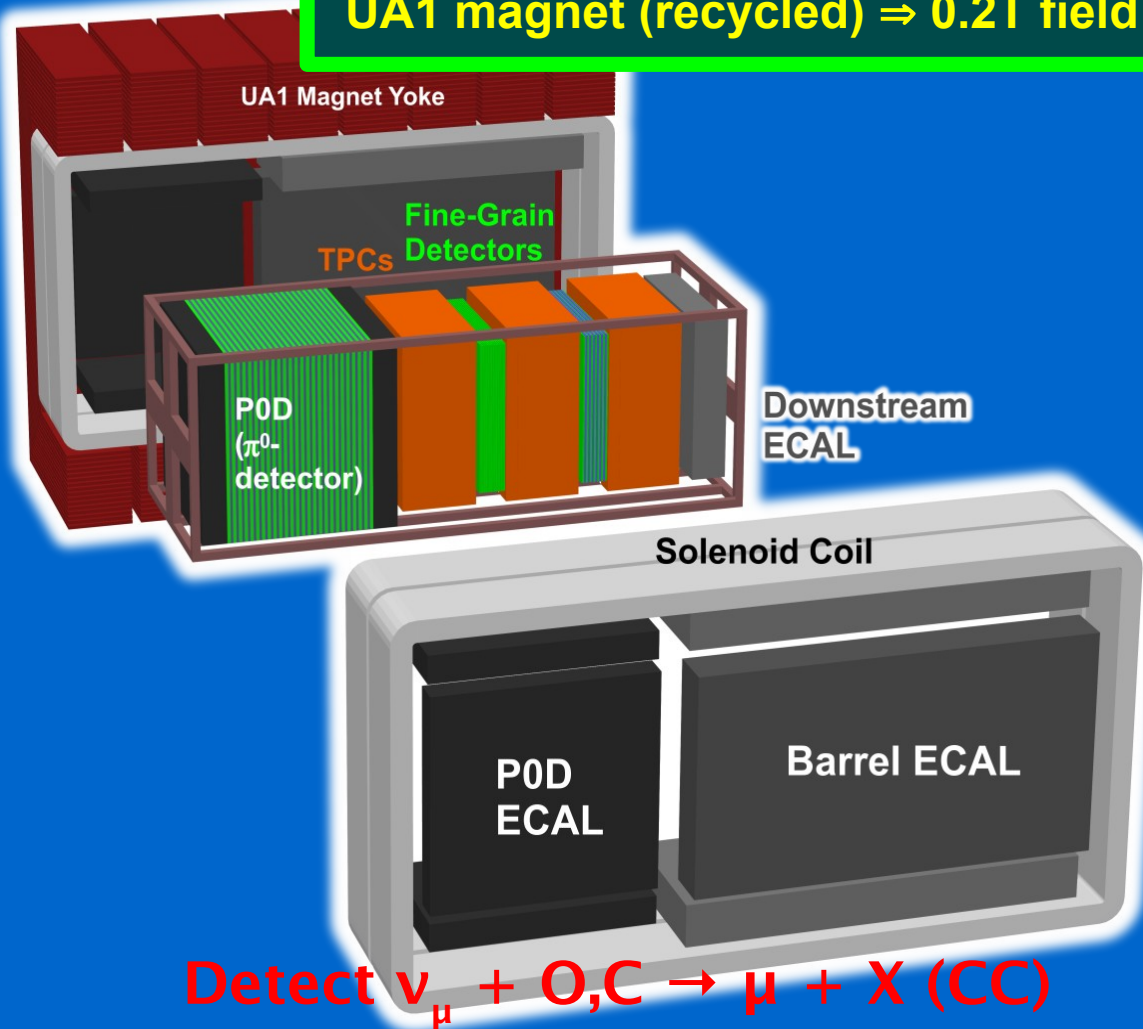 UA1 magnet (recycled) ⇒ 0.2T field
UA1 Magnet Yoke
Fine-Grain
Detectors
TPCs
P0D
(π⁰-
detector)
Downstream
ECAL
Solenoid Coil
P0D
ECAL
Barrel ECAL
Detect νμ + O,C → μ + X (CC)